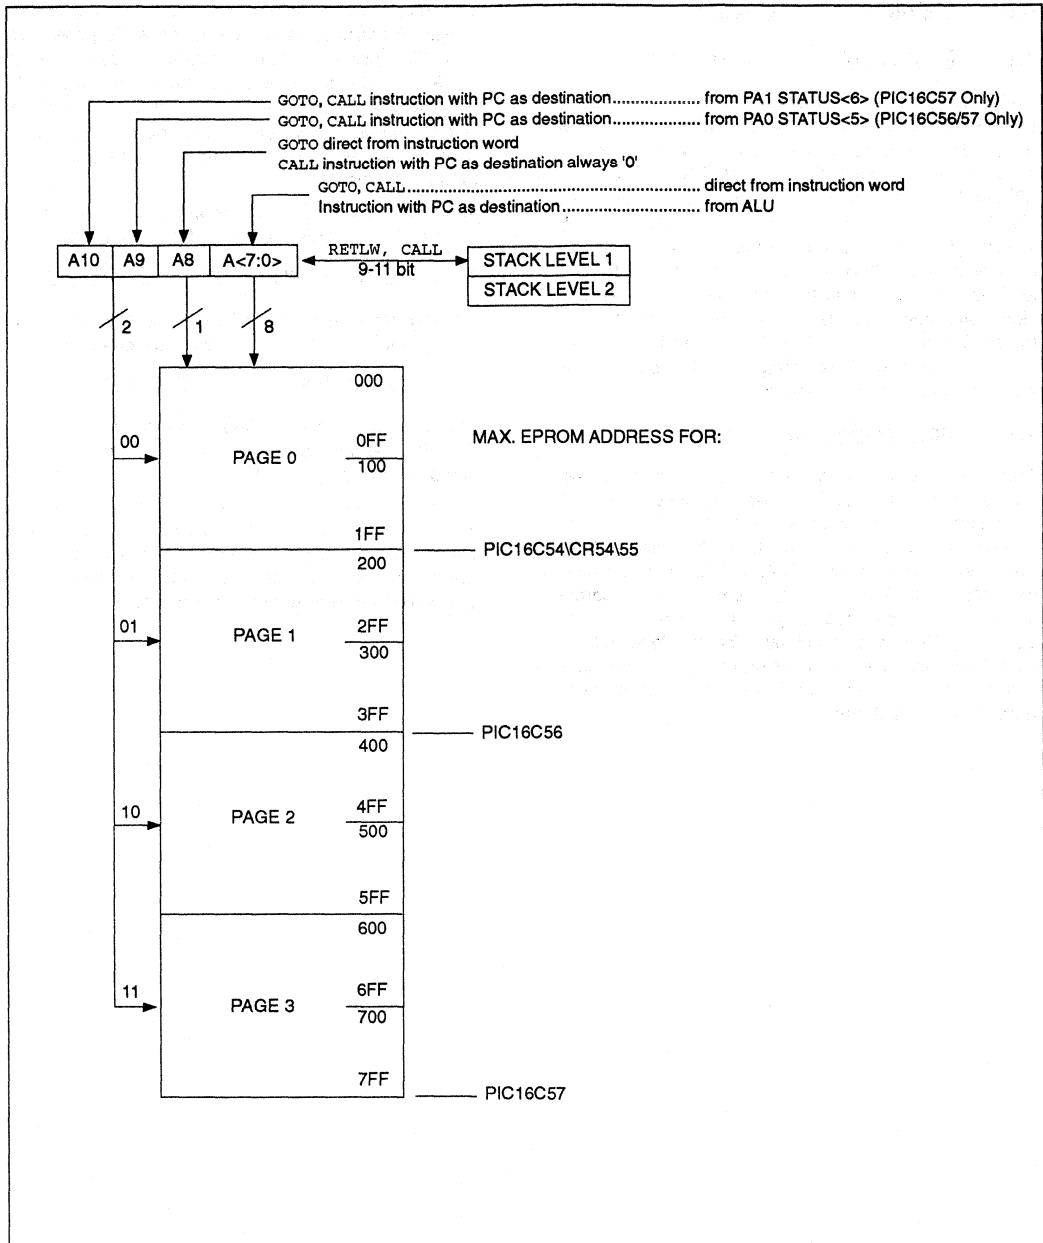 GOTO, CALL instruction with PC as destination.................... from PA1 STATUS<6> (PIC16C57 Only)
GOTO, CALL instruction with PC as destination.................... from PA0 STATUS<5> (PIC16C56/57 Only)
GOTO direct from instruction word
CALL instruction with PC as destination always '0'
GOTO, CALL.................................................................... direct from instruction word
Instruction with PC as destination................................ from ALU
A10 A9 A8 A<7:0> RETLW, CALL STACK LEVEL 1
9-11 bit
STACK LEVEL 2
2 1 8
000
00 PAGE 0 0FF MAX. EPROM ADDRESS FOR:
100
1FF
PIC16C54\CR54\55
200
01 PAGE 1 2FF
300
3FF
PIC16C56
400
10 PAGE 2 4FF
500
5FF
600
11 PAGE 3 6FF
700
7FF
PIC16C57